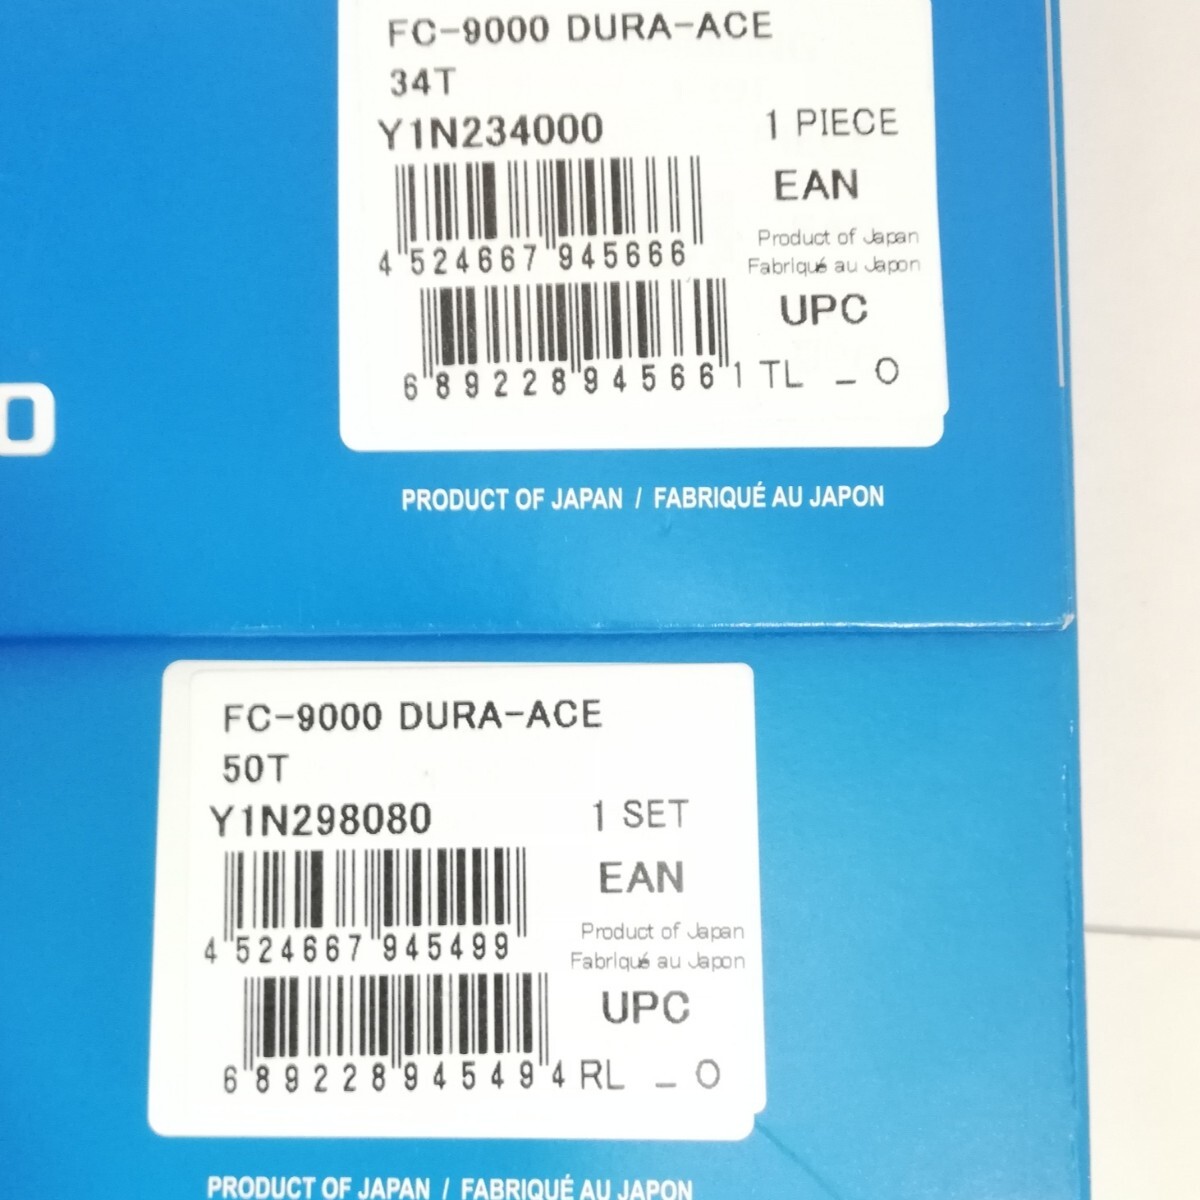 FC-9000 DURA-ACE
34T
Y1N234000 1 PIECE
EAN
Product of Japan
4 524667 945666
Fabriqué au Japon
UPC
6 89228 94566 1 TL _ O
O
PRODUCT OF JAPAN / FABRIQUÉ AU JAPON
FC-9000 DURA-ACE
50T
Y1N298080 1 SET
EAN
Product of Japan
4 524667 945499
Fabriqué au Japon
UPC
6 89228 94549 4 RL _ O
PRODUCT OF JAPAN / FABRIQUÉ AU JAPON